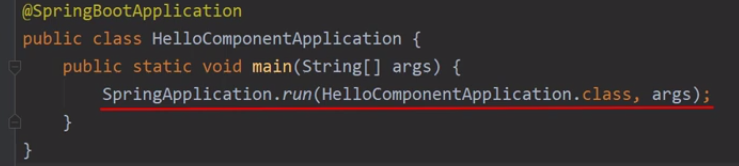 @SpringBootApplication
public class HelloComponentApplication {
    public static void main(String[] args) {
        SpringApplication.run(HelloComponentApplication.class, args);
    }
}